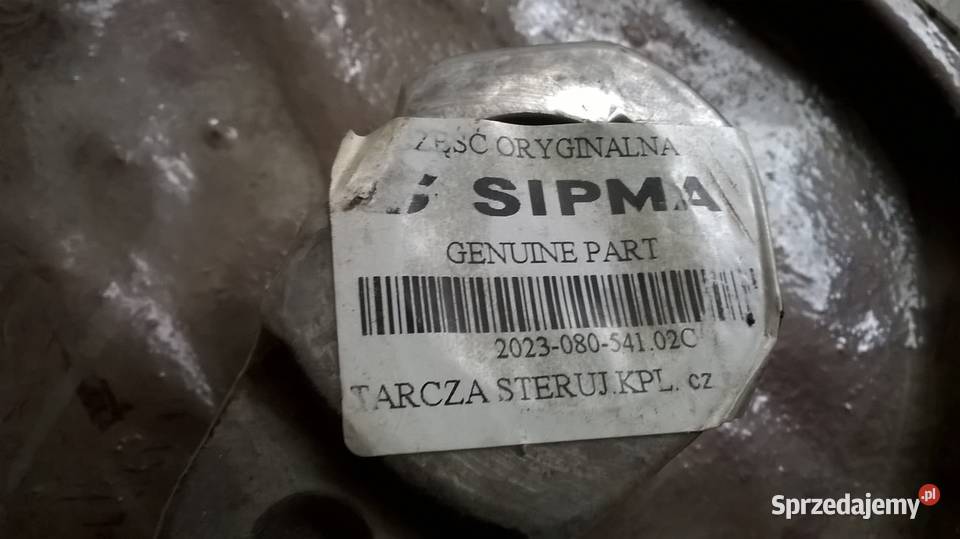 ZĘŚĆ ORYGINALNA
SIPMA
GENUINE PART
2023-080-541.02C
TARCZA STERUJ.KPL. cz
Sprzedajemy.pl